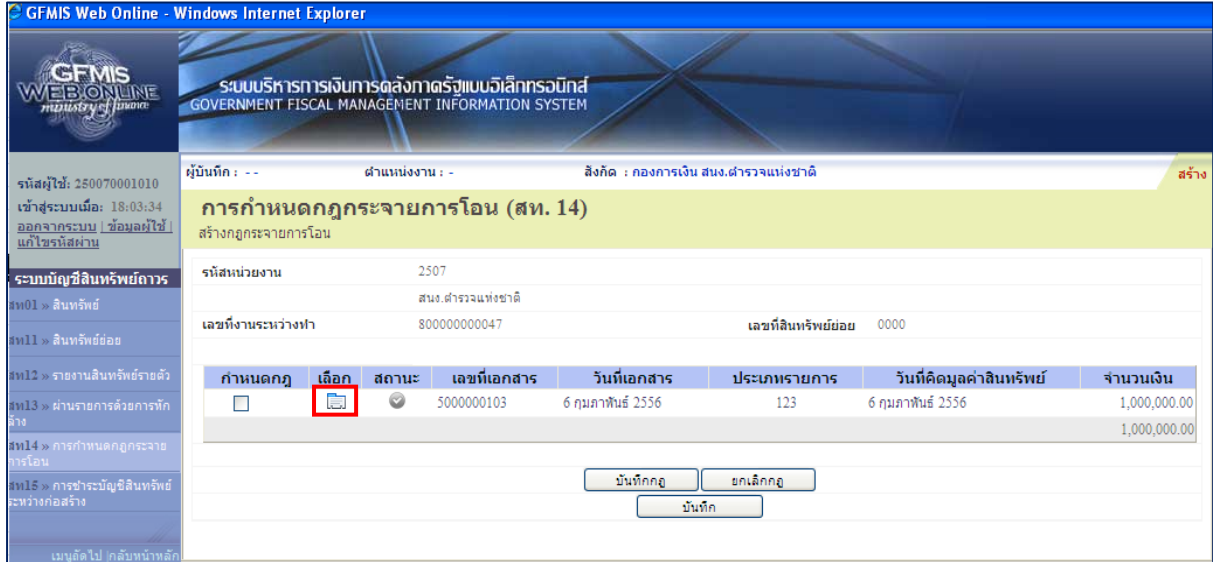 GFMIS Web Online - Windows Internet Explorer
GFMIS
WEB ONLINE
ministry of finance
ระบบบริหารการเงินการคลังภาครัฐแบบอิเล็กทรอนิกส์
GOVERNMENT FISCAL MANAGEMENT INFORMATION SYSTEM
รหัสผู้ใช้: 250070001010
เข้าสู่ระบบเมื่อ: 18:03:34
ออกจากระบบ | ข้อมูลผู้ใช้ |
แก้ไขรหัสผ่าน
ระบบบัญชีสินทรัพย์ถาวร
สท01 » สินทรัพย์
สท11 » สินทรัพย์ย่อย
สท12 » รายงานสินทรัพย์รายตัว
สท13 » ผ่านรายการด้วยการหัก
ล้าง
สท14 » การกำหนดกฎกระจาย
การโอน
สท15 » การชำระบัญชีสินทรัพย์
ระหว่างก่อสร้าง
เมนูถัดไป |กลับหน้าหลัก
ผู้บันทึก : - - ตำแหน่งงาน : - สังกัด : กองการเงิน สนง.ตำรวจแห่งชาติ สร้าง
การกำหนดกฎกระจายการโอน (สท. 14)
สร้างกฎกระจายการโอน
รหัสหน่วยงาน 2507
สนง.ตำรวจแห่งชาติ
เลขที่งานระหว่างทำ 800000000047 เลขที่สินทรัพย์ย่อย 0000
กำหนดกฎ เลือก สถานะ เลขที่เอกสาร วันที่เอกสาร ประเภทรายการ วันที่คิดมูลค่าสินทรัพย์ จำนวนเงิน
5000000103 6 กุมภาพันธ์ 2556 123 6 กุมภาพันธ์ 2556 1,000,000.00
1,000,000.00
บันทึกกฎ ยกเลิกกฎ
บันทึก